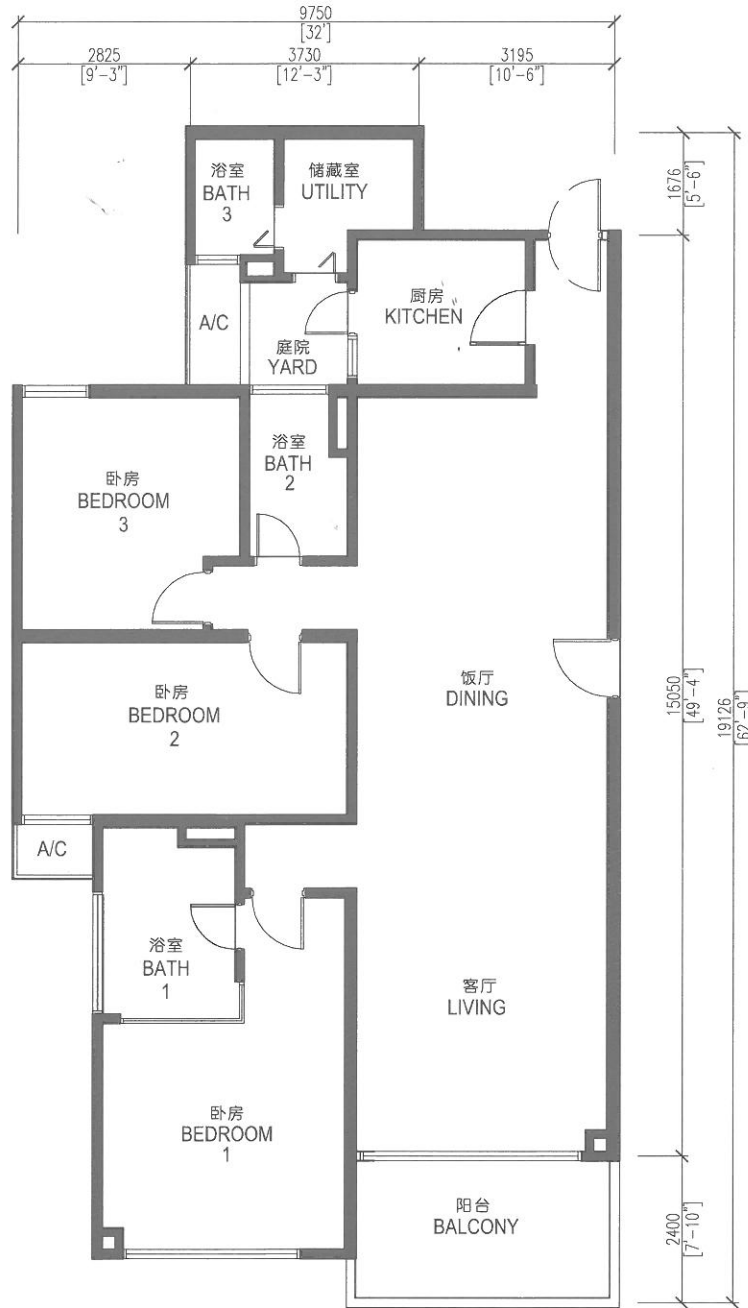 9750
[32']
2825
[9'-3"]
3730
[12'-3"]
3195
[10'-6"]
浴室
BATH
3
储藏室
UTILITY
1676
[5'-6"]
A/C
庭院
YARD
厨房
KITCHEN
卧房
BEDROOM
3
浴室
BATH
2
卧房
BEDROOM
2
饭厅
DINING
15050
[49'-4"]
19126
[62'-9"]
A/C
浴室
BATH
1
客厅
LIVING
卧房
BEDROOM
1
阳台
BALCONY
2400
[7'-10"]